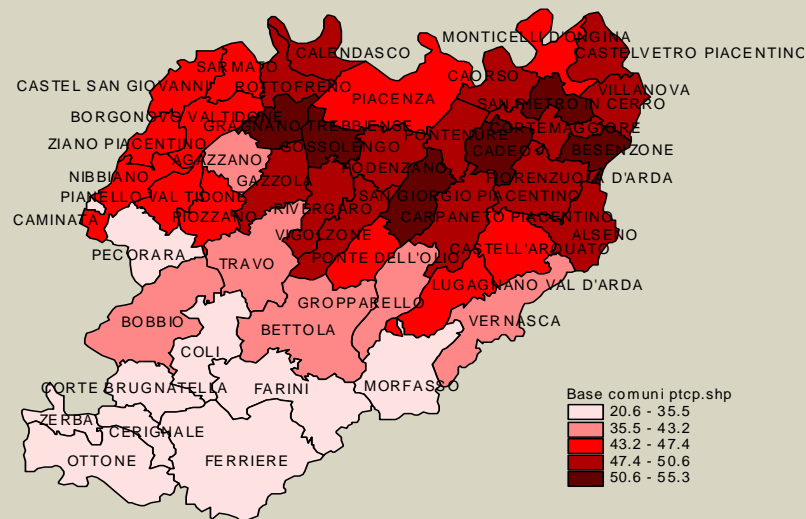 MONTICELLI D'ONGINA
CALENDASCO
CASTELVETRO PIACENTINO
SARMATO
CAORSO
CASTEL SAN GIOVANNI
ROTTOFRENO
VILLANOVA
PIACENZA
SAN PIETRO IN CERRO
BORGONOVO VAL TIDONE
GRAGNANO TREBBIENSE
CORTEMAGGIORE
PONTENURE
ZIANO PIACENTINO
GOSSOLENGO
CADEO
BESENZONE
AGAZZANO
PODENZANO
NIBBIANO
GAZZOLA
FIORENZUOLA D'ARDA
PIANELLO VAL TIDONE
SAN GIORGIO PIACENTINO
RIVERGARO
CAMINATA
PIOZZANO
CARPANETO PIACENTINO
VIGOLZONE
ALSENO
PECORARA
CASTELL'ARQUATO
TRAVO
PONTE DELL'OLIO
LUGAGNANO VAL D'ARDA
GROPPARELLO
BOBBIO
BETTOLA
VERNASCA
COLI
CORTE BRUGNATELLA
FARINI
MORFASSO
ZERBA
CERIGNALE
OTTONE
FERRIERE
Base comuni ptcp.shp
20.6 - 35.5
35.5 - 43.2
43.2 - 47.4
47.4 - 50.6
50.6 - 55.3